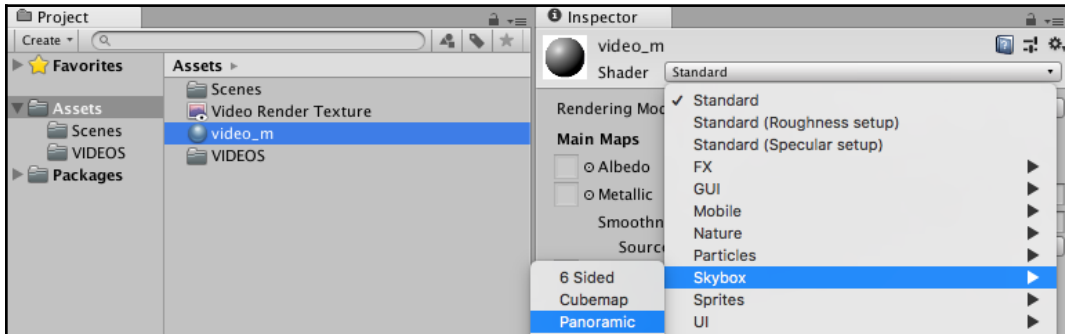 Project
Create
Favorites
Assets
Scenes
VIDEOS
Packages
Assets
Scenes
Video Render Texture
video_m
VIDEOS
Inspector
video_m
Shader Standard
Rendering Mod
Main Maps
Albedo
Metallic
Smoothn
Sourc
Standard
Standard (Roughness setup)
Standard (Specular setup)
FX
GUI
Mobile
Nature
Particles
Skybox
Sprites
UI
6 Sided
Cubemap
Panoramic